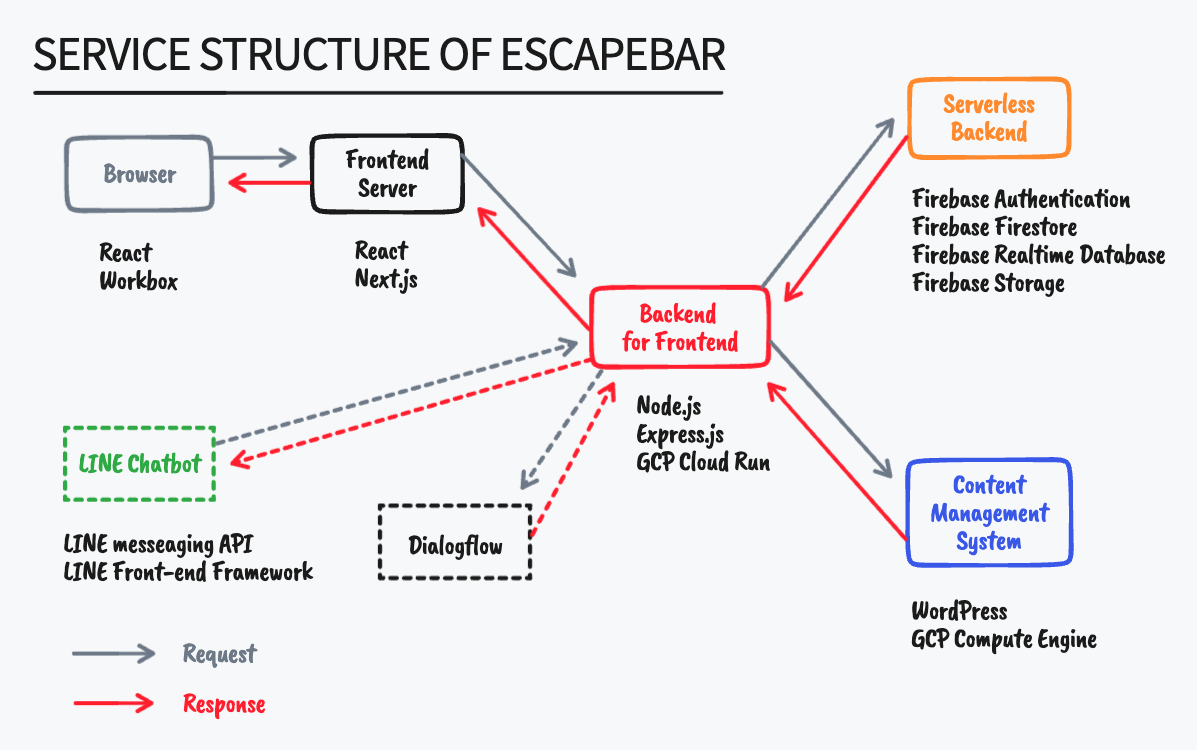 SERVICE STRUCTURE OF ESCAPEBAR
Browser
React
Workbox
Frontend
Server
React
Next.js
Serverless
Backend
Firebase Authentication
Firebase Firestore
Firebase Realtime Database
Firebase Storage
Backend
for Frontend
Node.js
Express.js
GCP Cloud Run
LINE Chatbot
LINE messeaging API
LINE Front-end Framework
Dialogflow
Content
Management
System
WordPress
GCP Compute Engine
Request
Response